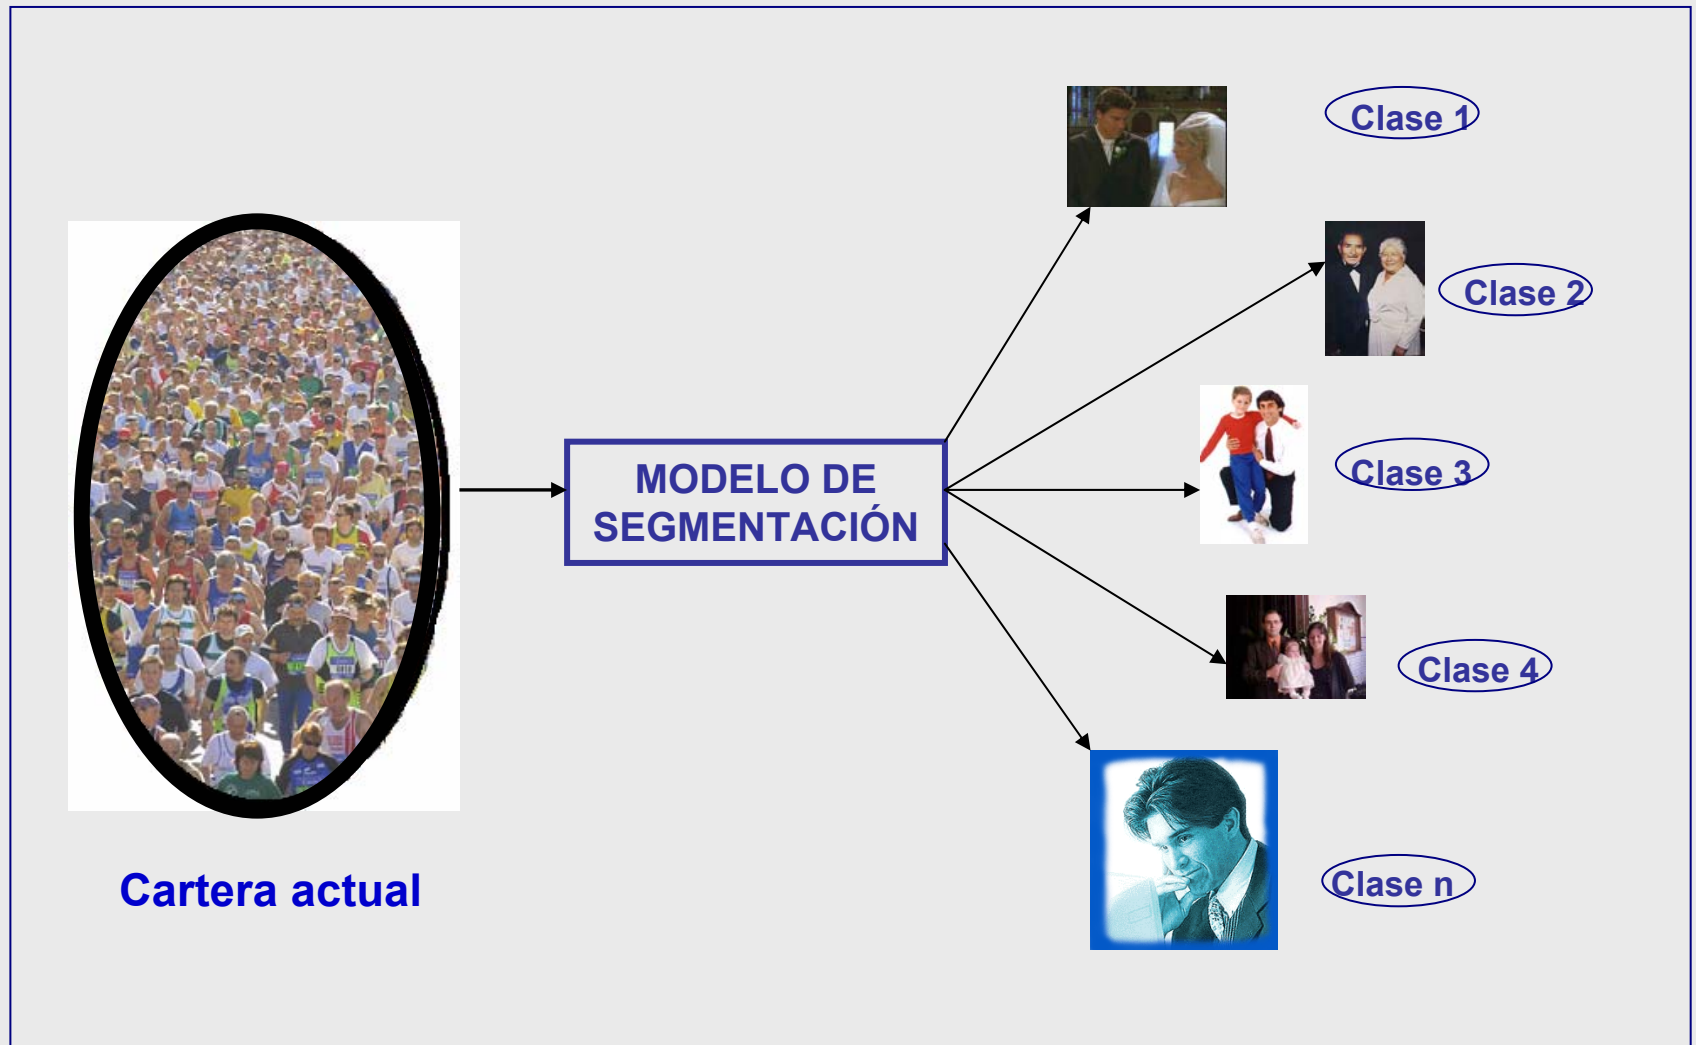 Clase 1
Clase 2
MODELO DE
SEGMENTACIÓN
Clase 3
Clase 4
Cartera actual
Clase n